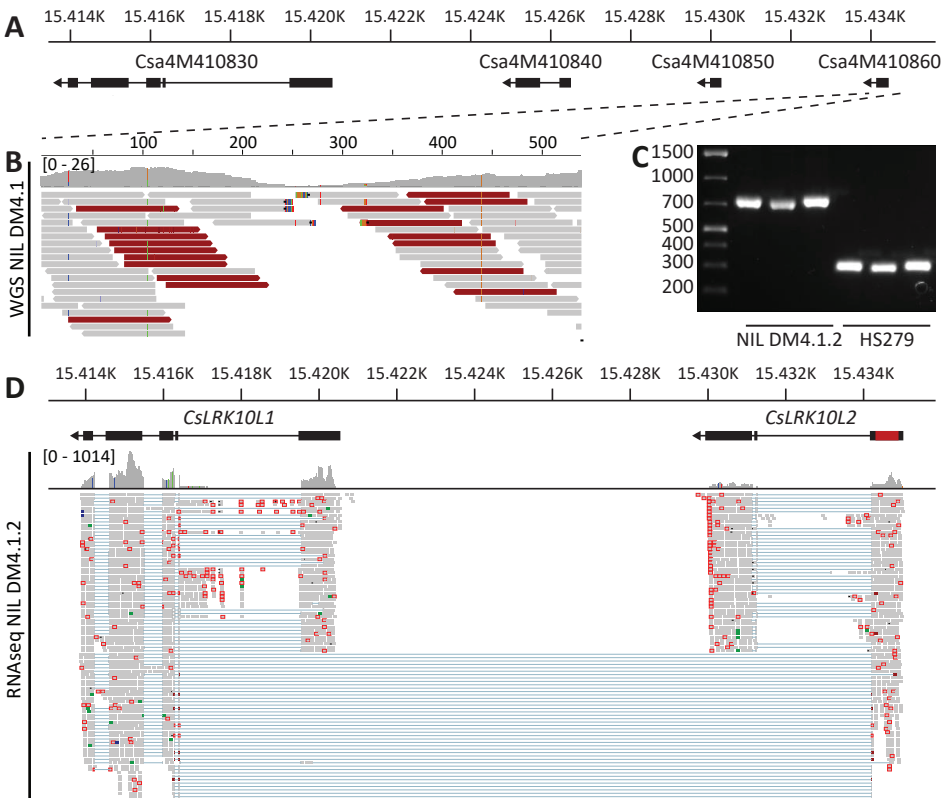 A
15.414K 15.416K 15.418K 15.420K 15.422K 15.424K 15.426K 15.428K 15.430K 15.432K 15.434K
Csa4M410830 Csa4M410840 Csa4M410850 Csa4M410860
100 200 300 400 500
B
[0 - 26]
WGS NIL DM4.1
C
1500
1000
700
500
400
300
200
NIL DM4.1.2 HS279
D
15.414K 15.416K 15.418K 15.420K 15.422K 15.424K 15.426K 15.428K 15.430K 15.432K 15.434K
CsLRK10L1 CsLRK10L2
[0 - 1014]
RNAseq NIL DM4.1.2